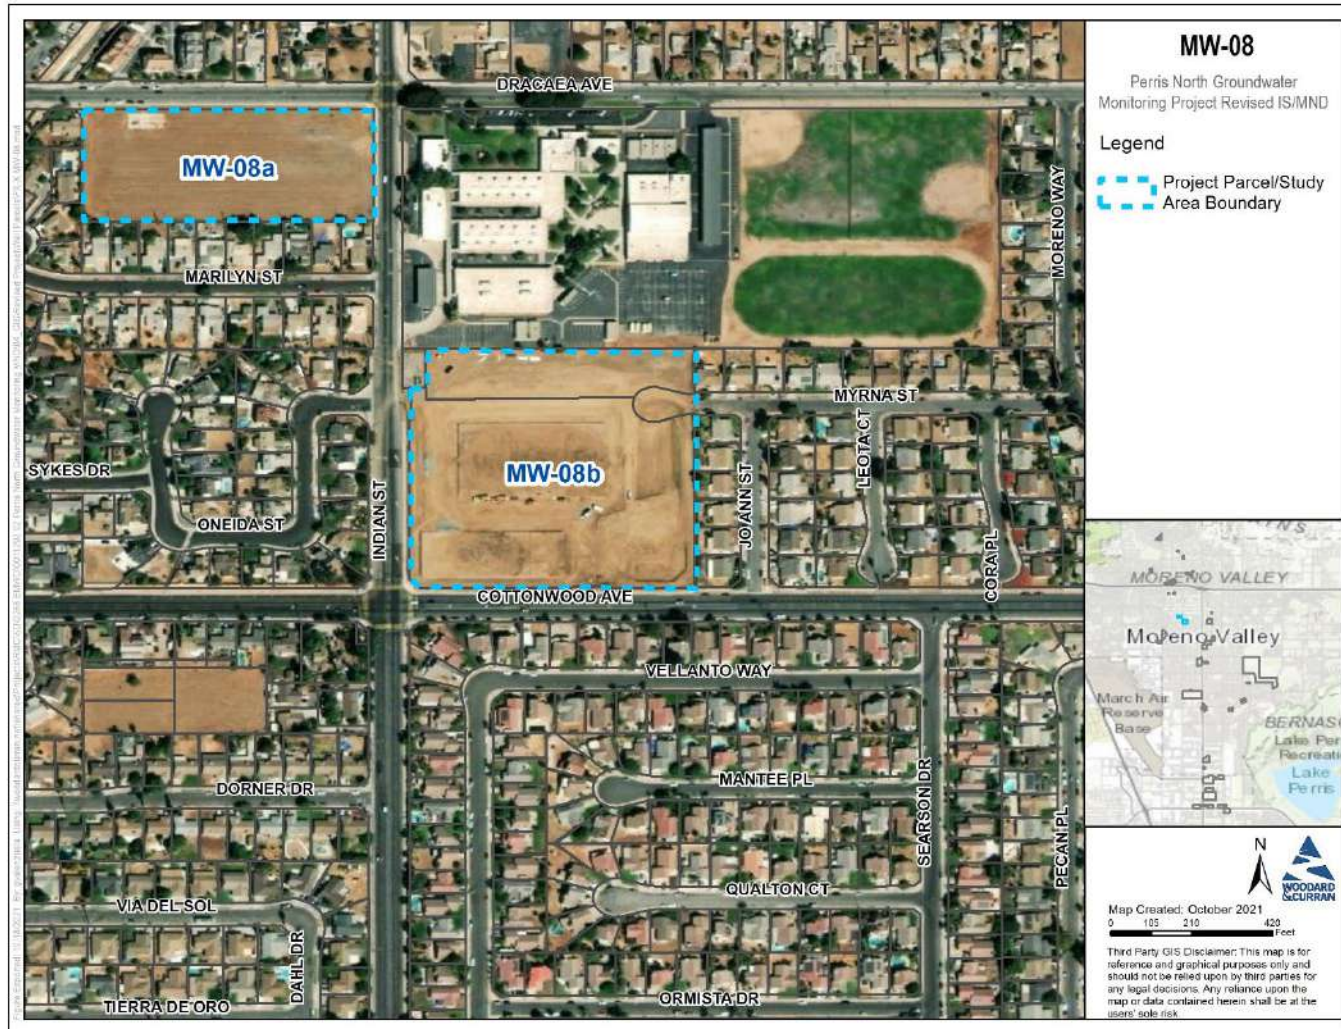 MW-08
Perris North Groundwater
Monitoring Project Revised IS/MND
Legend
Project Parcel/Study
Area Boundary
DRACAEA AVE
MW-08a
MORENO WAY
MARILYN ST
MYRNA ST
LEOTA CT
SYKES DR
MW-08b
ONEIDA ST
INDIAN ST
JO ANN ST
CORA PL
COTTONWOOD AVE
VELLANTO WAY
DORNER DR
MANTEE PL
SEARSON DR
PECAN PL
VIA DEL SOL
QUALTON CT
DAHL DR
TIERRA DE ORO
ORMISTA DR
MORENO VALLEY
Moreno Valley
March Air
Reserve
Base
BERNASC
Lake Per
Recreati
Lake
Perris
N
WOODARD
&CURRAN
Map Created: October 2021
0 105 210 420
Feet
Third Party GIS Disclaimer: This map is for
reference and graphical purposes only and
should not be relied upon by third parties for
any legal decisions. Any reliance upon the
map or data contained herein shall be at the
users' sole risk.